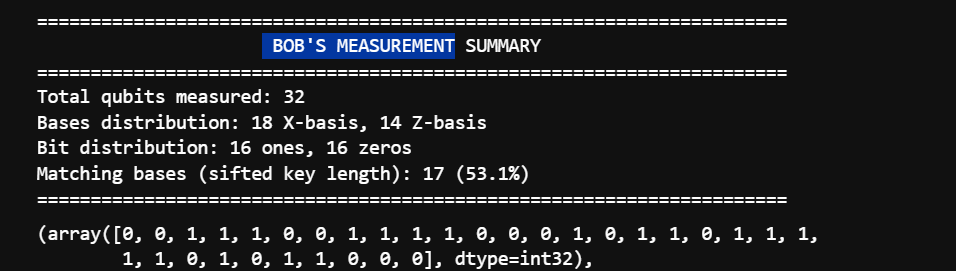 ================================================================
BOB'S MEASUREMENT SUMMARY
================================================================
Total qubits measured: 32
Bases distribution: 18 X-basis, 14 Z-basis
Bit distribution: 16 ones, 16 zeros
Matching bases (sifted key length): 17 (53.1%)
================================================================
(array([0, 0, 1, 1, 1, 0, 0, 1, 1, 1, 1, 0, 0, 0, 1, 0, 1, 1, 0, 1, 1, 1,
1, 1, 0, 1, 0, 1, 1, 0, 0, 0], dtype=int32),